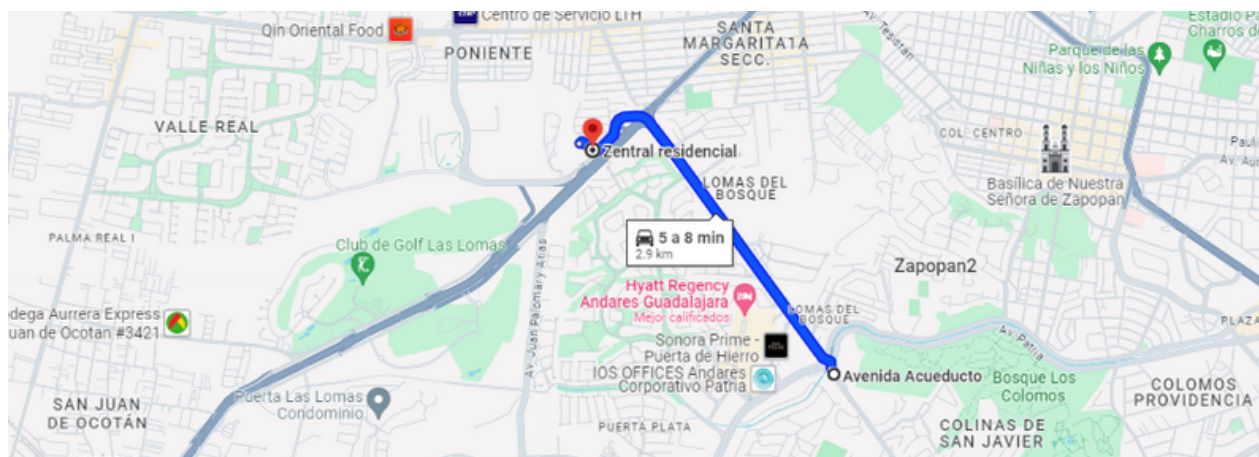 Centro de Servicio LTH
Qin Oriental Food
PONIENTE
SANTA
MARGARITA1A
SECC.
Av. Tesistán
Estadio Pa
Charros de
Parque de las
Niñas y los Niños
VALLE REAL
COL. CENTRO
Zentral residencial
Basílica de Nuestra
Señora de Zapopan
LOMAS DEL
BOSQUE
PALMA REAL I
Club de Golf Las Lomas
5 a 8 min
2.9 km
Zapopan2
Av. Juan Palomar y Arias
Hyatt Regency
Andares Guadalajara
Mejor calificados
LOMAS DEL
BOSQUE
dega Aurrera Express
uan de Ocotan #3421
Av. Patria
PLAZA
Sonora Prime -
Puerta de Hierro
IOS OFFICES Andares
Corporativo Patria
Avenida Acueducto
Bosque Los
Colomos
COLOMOS
PROVIDENCIA
SAN JUAN
DE OCOTÁN
Puerta Las Lomas
Condominio
PUERTA PLATA
COLINAS DE
SAN JAVIER